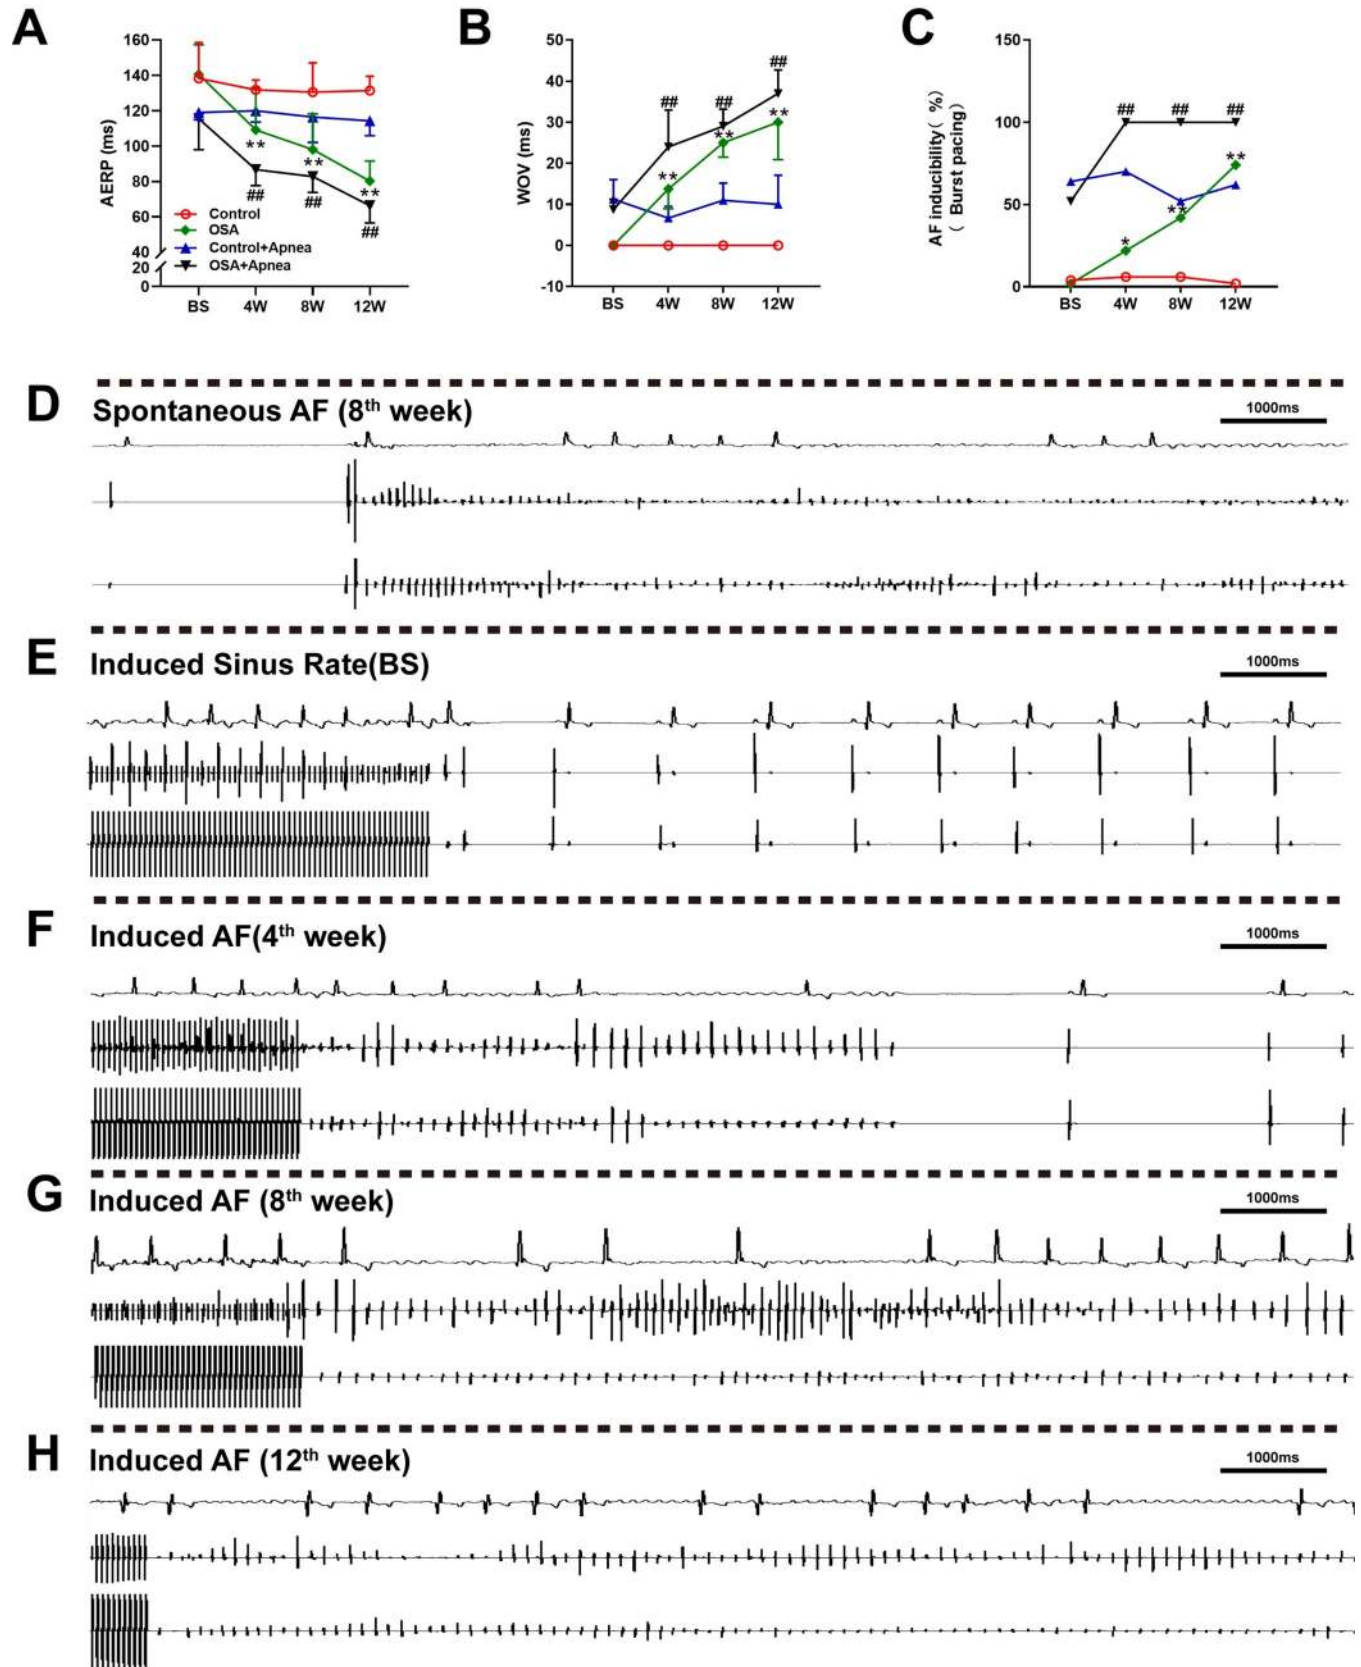 A
B
C
160
140
120
100
80
60
40
20
0
AERP (ms)
**
**
**
##
##
##
Control
OSA
Control+Apnea
OSA+Apnea
BS
4W
8W
12W
50
40
30
20
10
0
-10
WOV (ms)
##
##
##
**
**
**
BS
4W
8W
12W
150
100
50
0
AF inducibility( %)
( Burst pacing)
##
##
##
*
**
**
BS
4W
8W
12W
D
Spontaneous AF (8th week)
1000ms
E
Induced Sinus Rate(BS)
1000ms
F
Induced AF(4th week)
1000ms
G
Induced AF (8th week)
1000ms
H
Induced AF (12th week)
1000ms